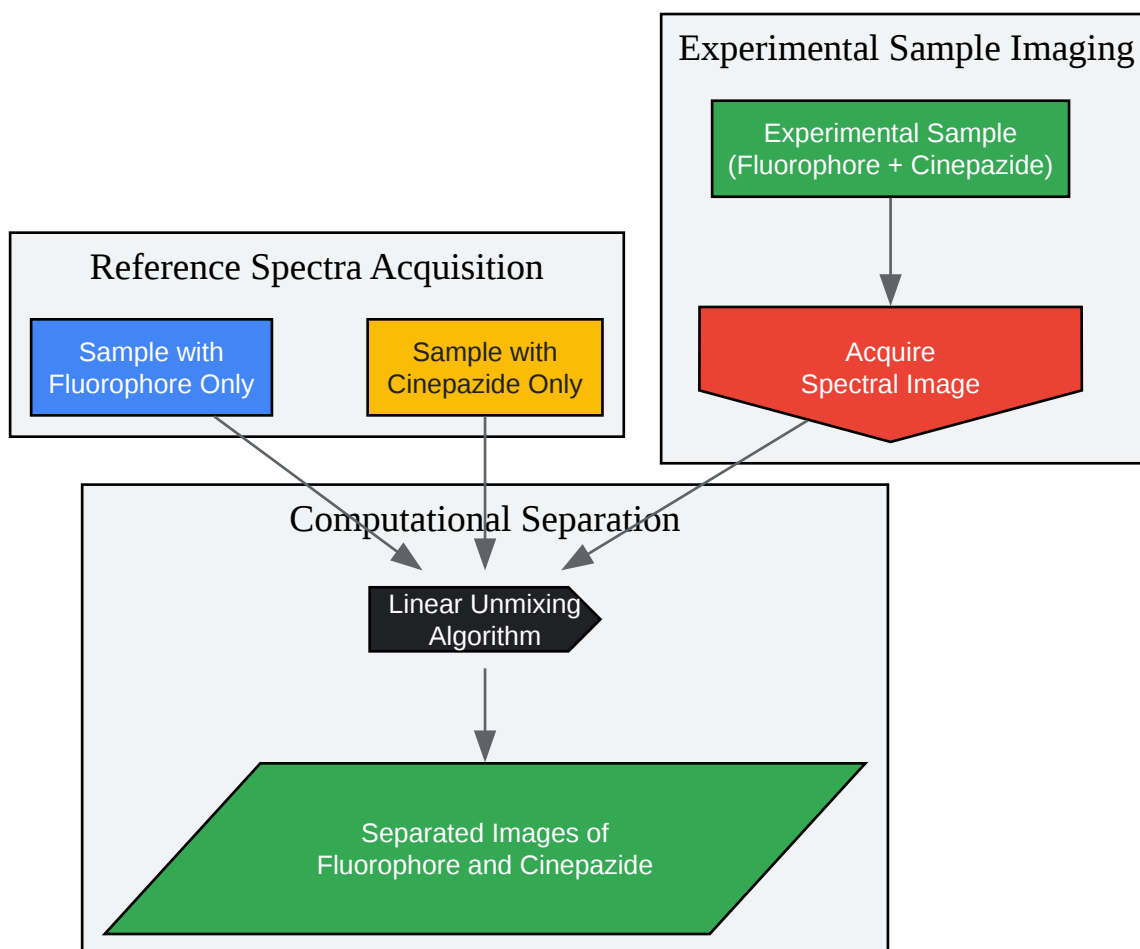 Experimental Sample Imaging
Experimental Sample
(Fluorophore + Cinepazide)
Reference Spectra Acquisition
Sample with
Fluorophore Only
Sample with
Cinepazide Only
Acquire
Spectral Image
Computational Separation
Linear Unmixing
Algorithm
Separated Images of
Fluorophore and Cinepazide